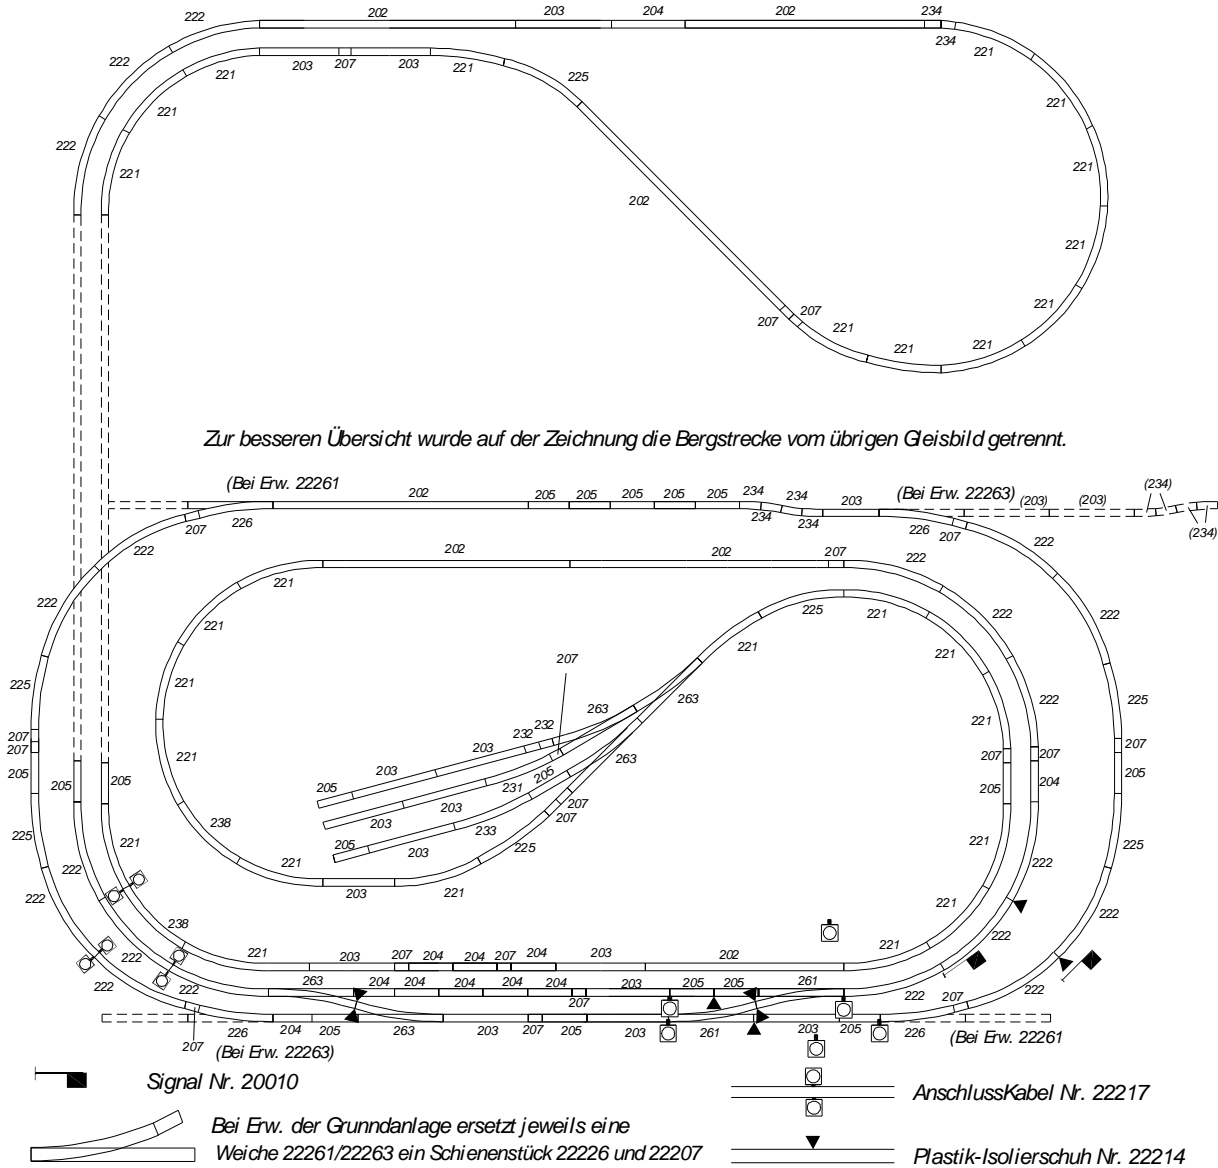 222 202 203 204 202 234
222 234
221 203 207 203 221 221
221 225
222 221 221
221
202
221
221
207
207 221 221
221 221
Zur besseren Übersicht wurde auf der Zeichnung die Bergstrecke vom übrigen Gleisbild getrennt.
(Bei Erw. 22261
202 205 205 205 205 205 234 234 203
(Bei Erw. 22263)
(203) (203) (234)
234 234
207 226 226 207 222
(234)
222
202 202 207 222
221
222 225 221 222 222
221 221
207
225 221 221 222 225
263 263
221 232 232
207 207 203 263 207 207 207
205 205 203 205 204 205
221 205 231 205
203 207 207
225 221 238 205 203 233 225 221 222 225
222 221 221
222 221 222
238
221 203 207 204 204 207 204 203 202 221
222 222
222 222 263 204 204 204 204 203 205 205 261 222 207
207
226 204 205 263 203 207 205 203 261 203 205 226
207
(Bei Erw. 22263)
(Bei Erw. 22261
Signal Nr. 20010
AnschlussKabel Nr. 22217
Bei Erw. der Grunndanlage ersetzt jeweils eine
Weiche 22261/22263 ein Schienenstück 22226 und 22207
Plastik-Isolierschuh Nr. 22214